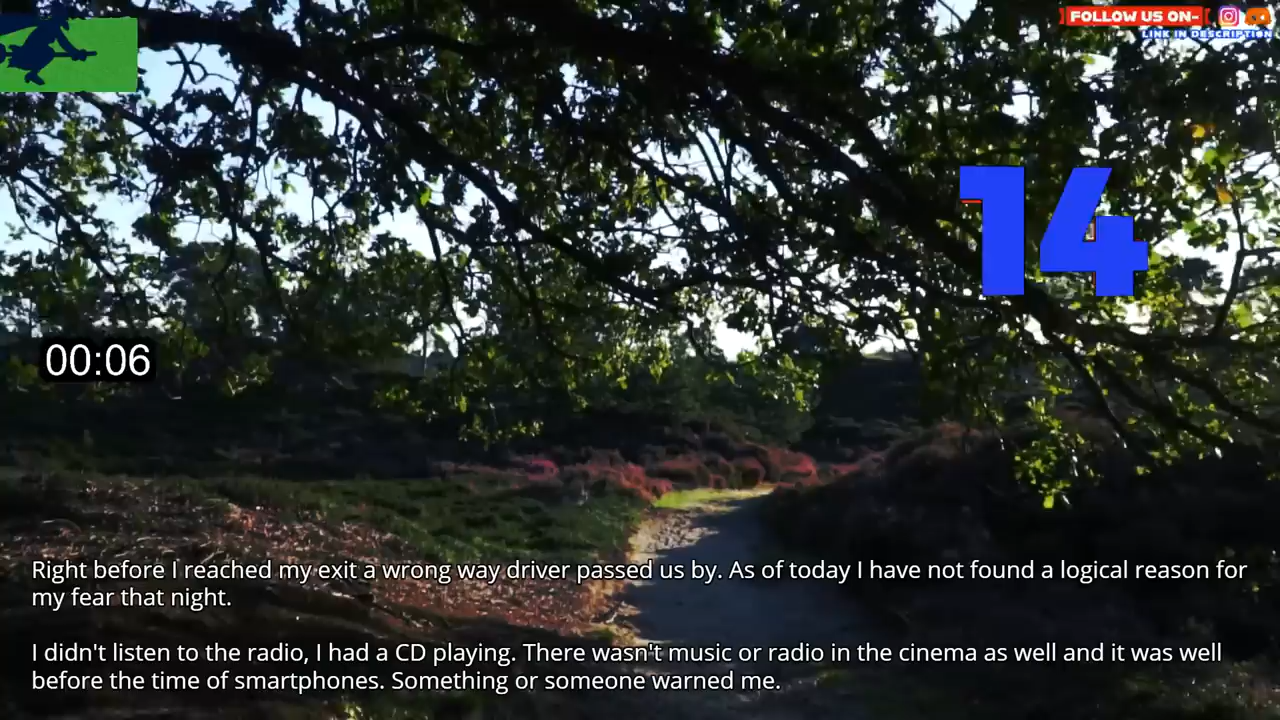 FOLLOW US ON-
LINK IN DESCRIPTION
14
00:06
Right before I reached my exit a wrong way driver passed us by. As of today I have not found a logical reason for
my fear that night.
I didn't listen to the radio, I had a CD playing. There wasn't music or radio in the cinema as well and it was well
before the time of smartphones. Something or someone warned me.